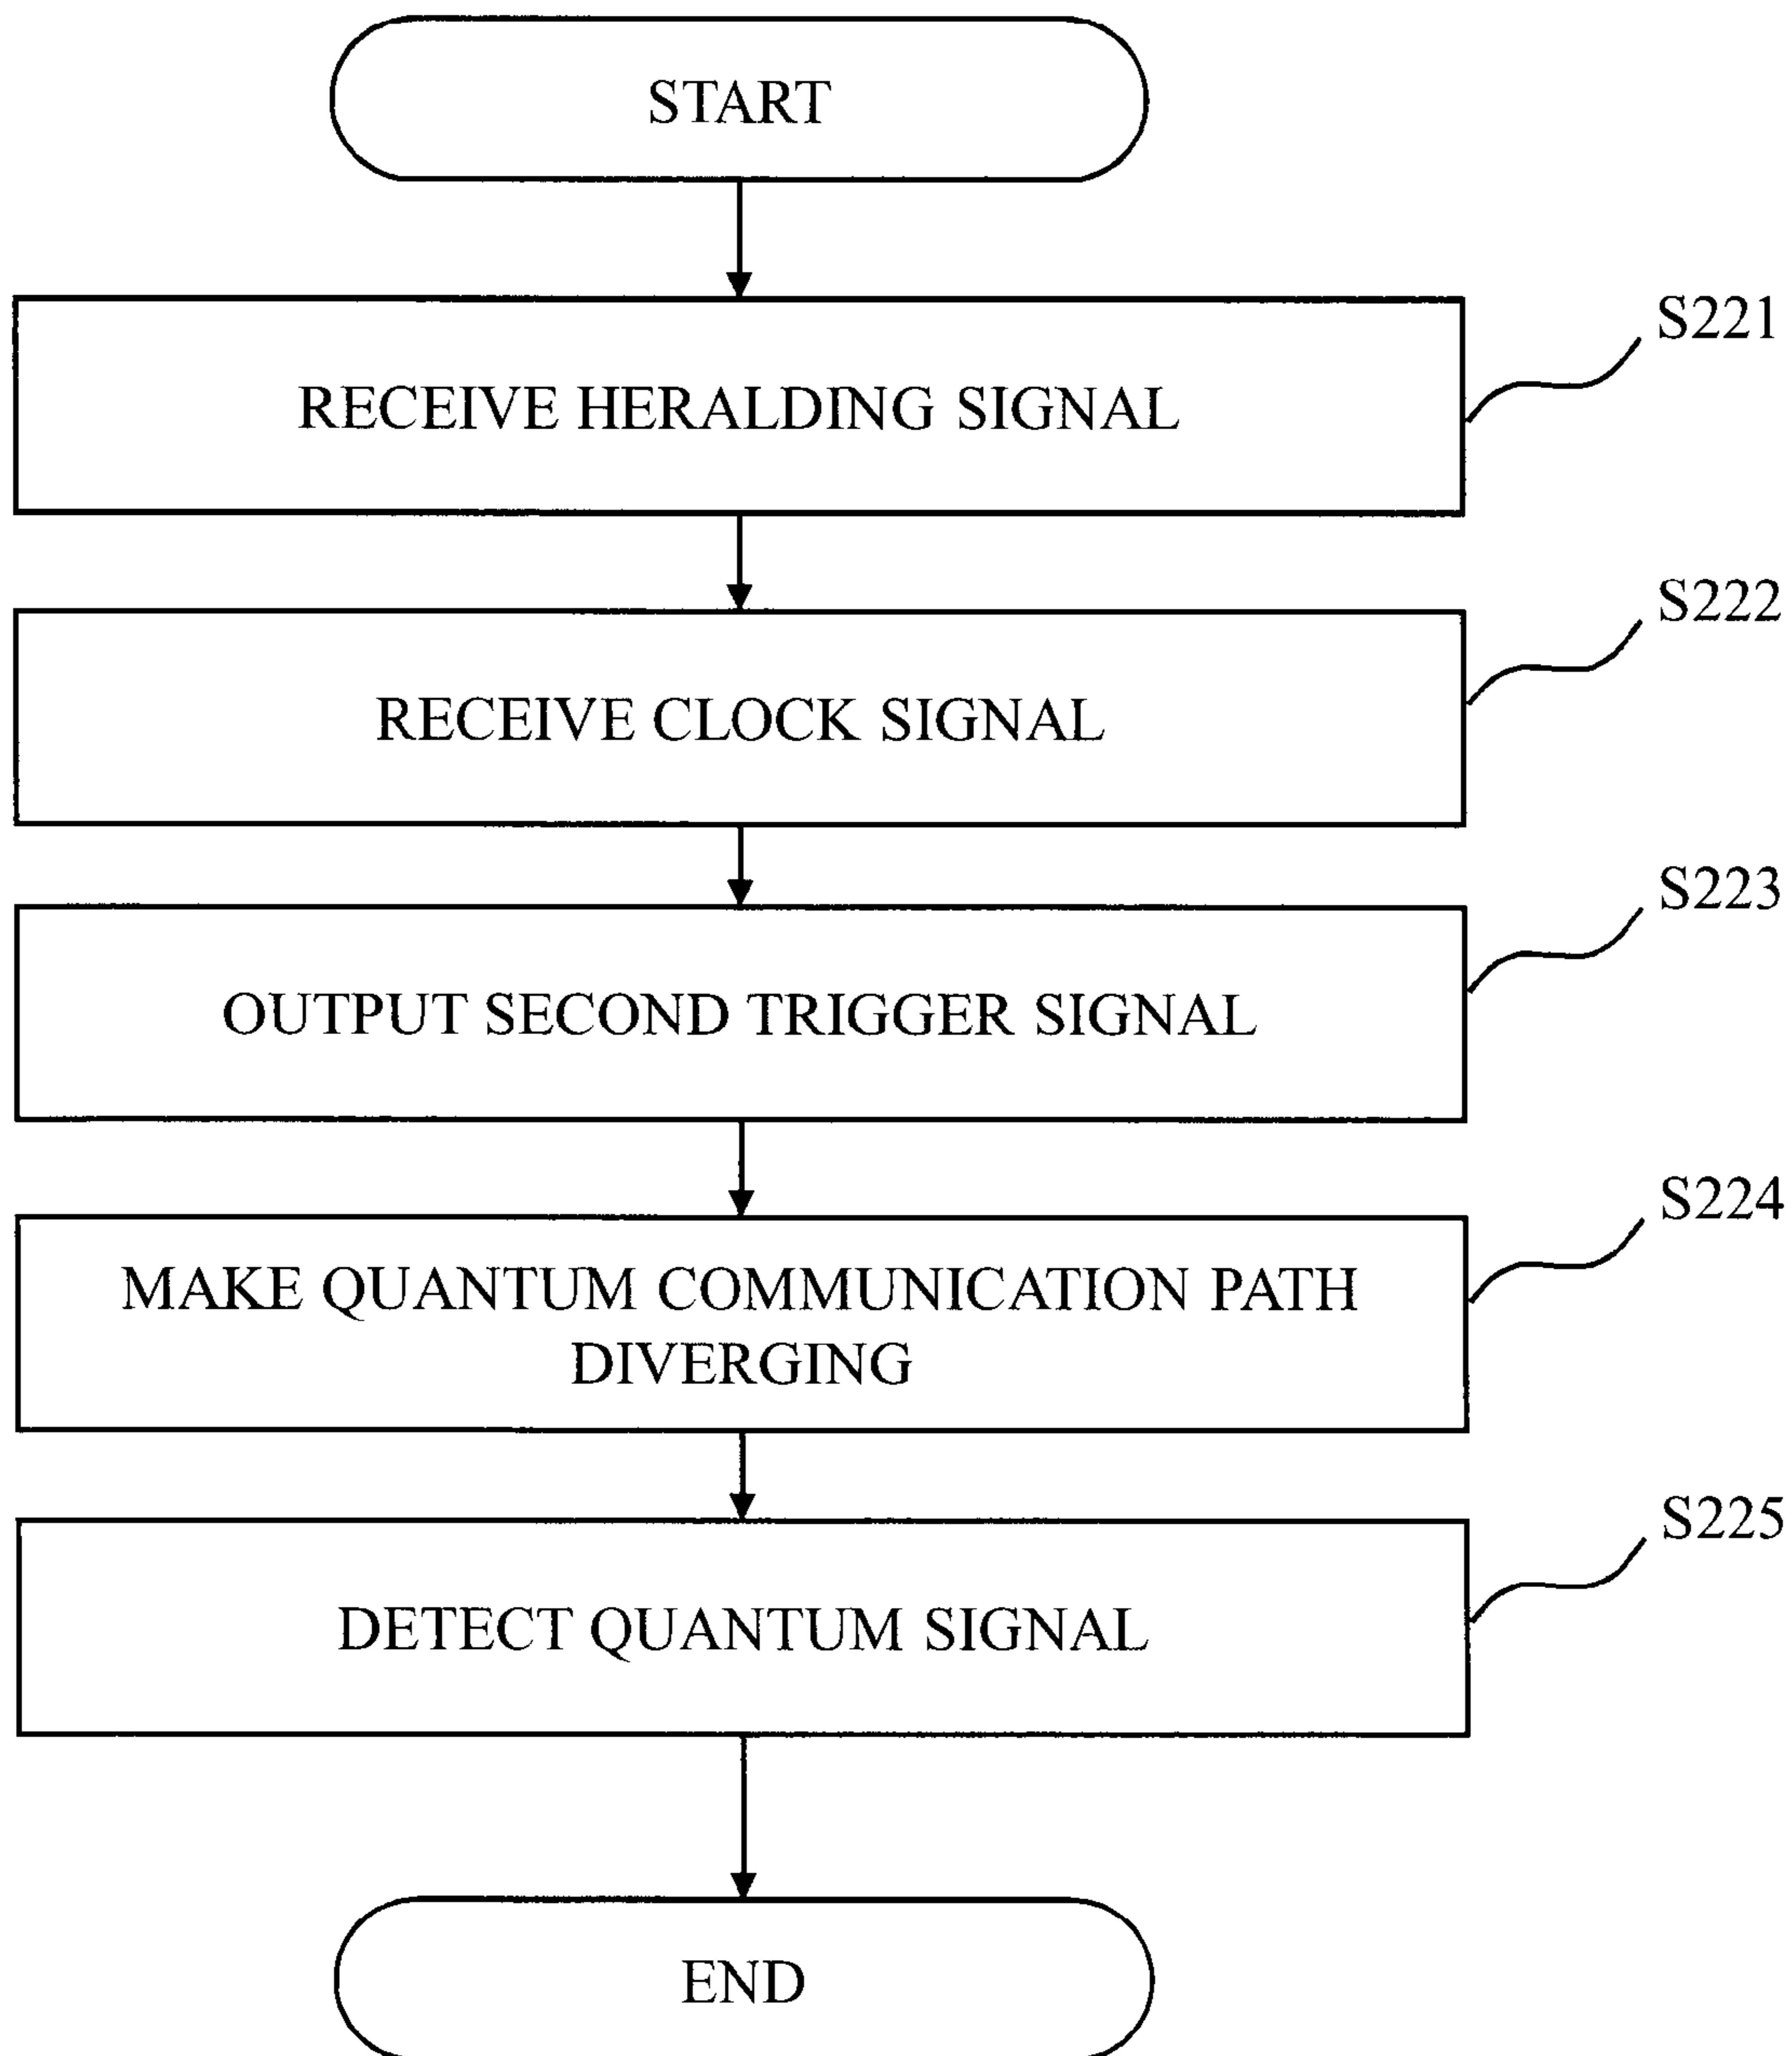 START
S221
RECEIVE HERALDING SIGNAL
S222
RECEIVE CLOCK SIGNAL
S223
OUTPUT SECOND TRIGGER SIGNAL
S224
MAKE QUANTUM COMMUNICATION PATH
DIVERGING
S225
DETECT QUANTUM SIGNAL
END